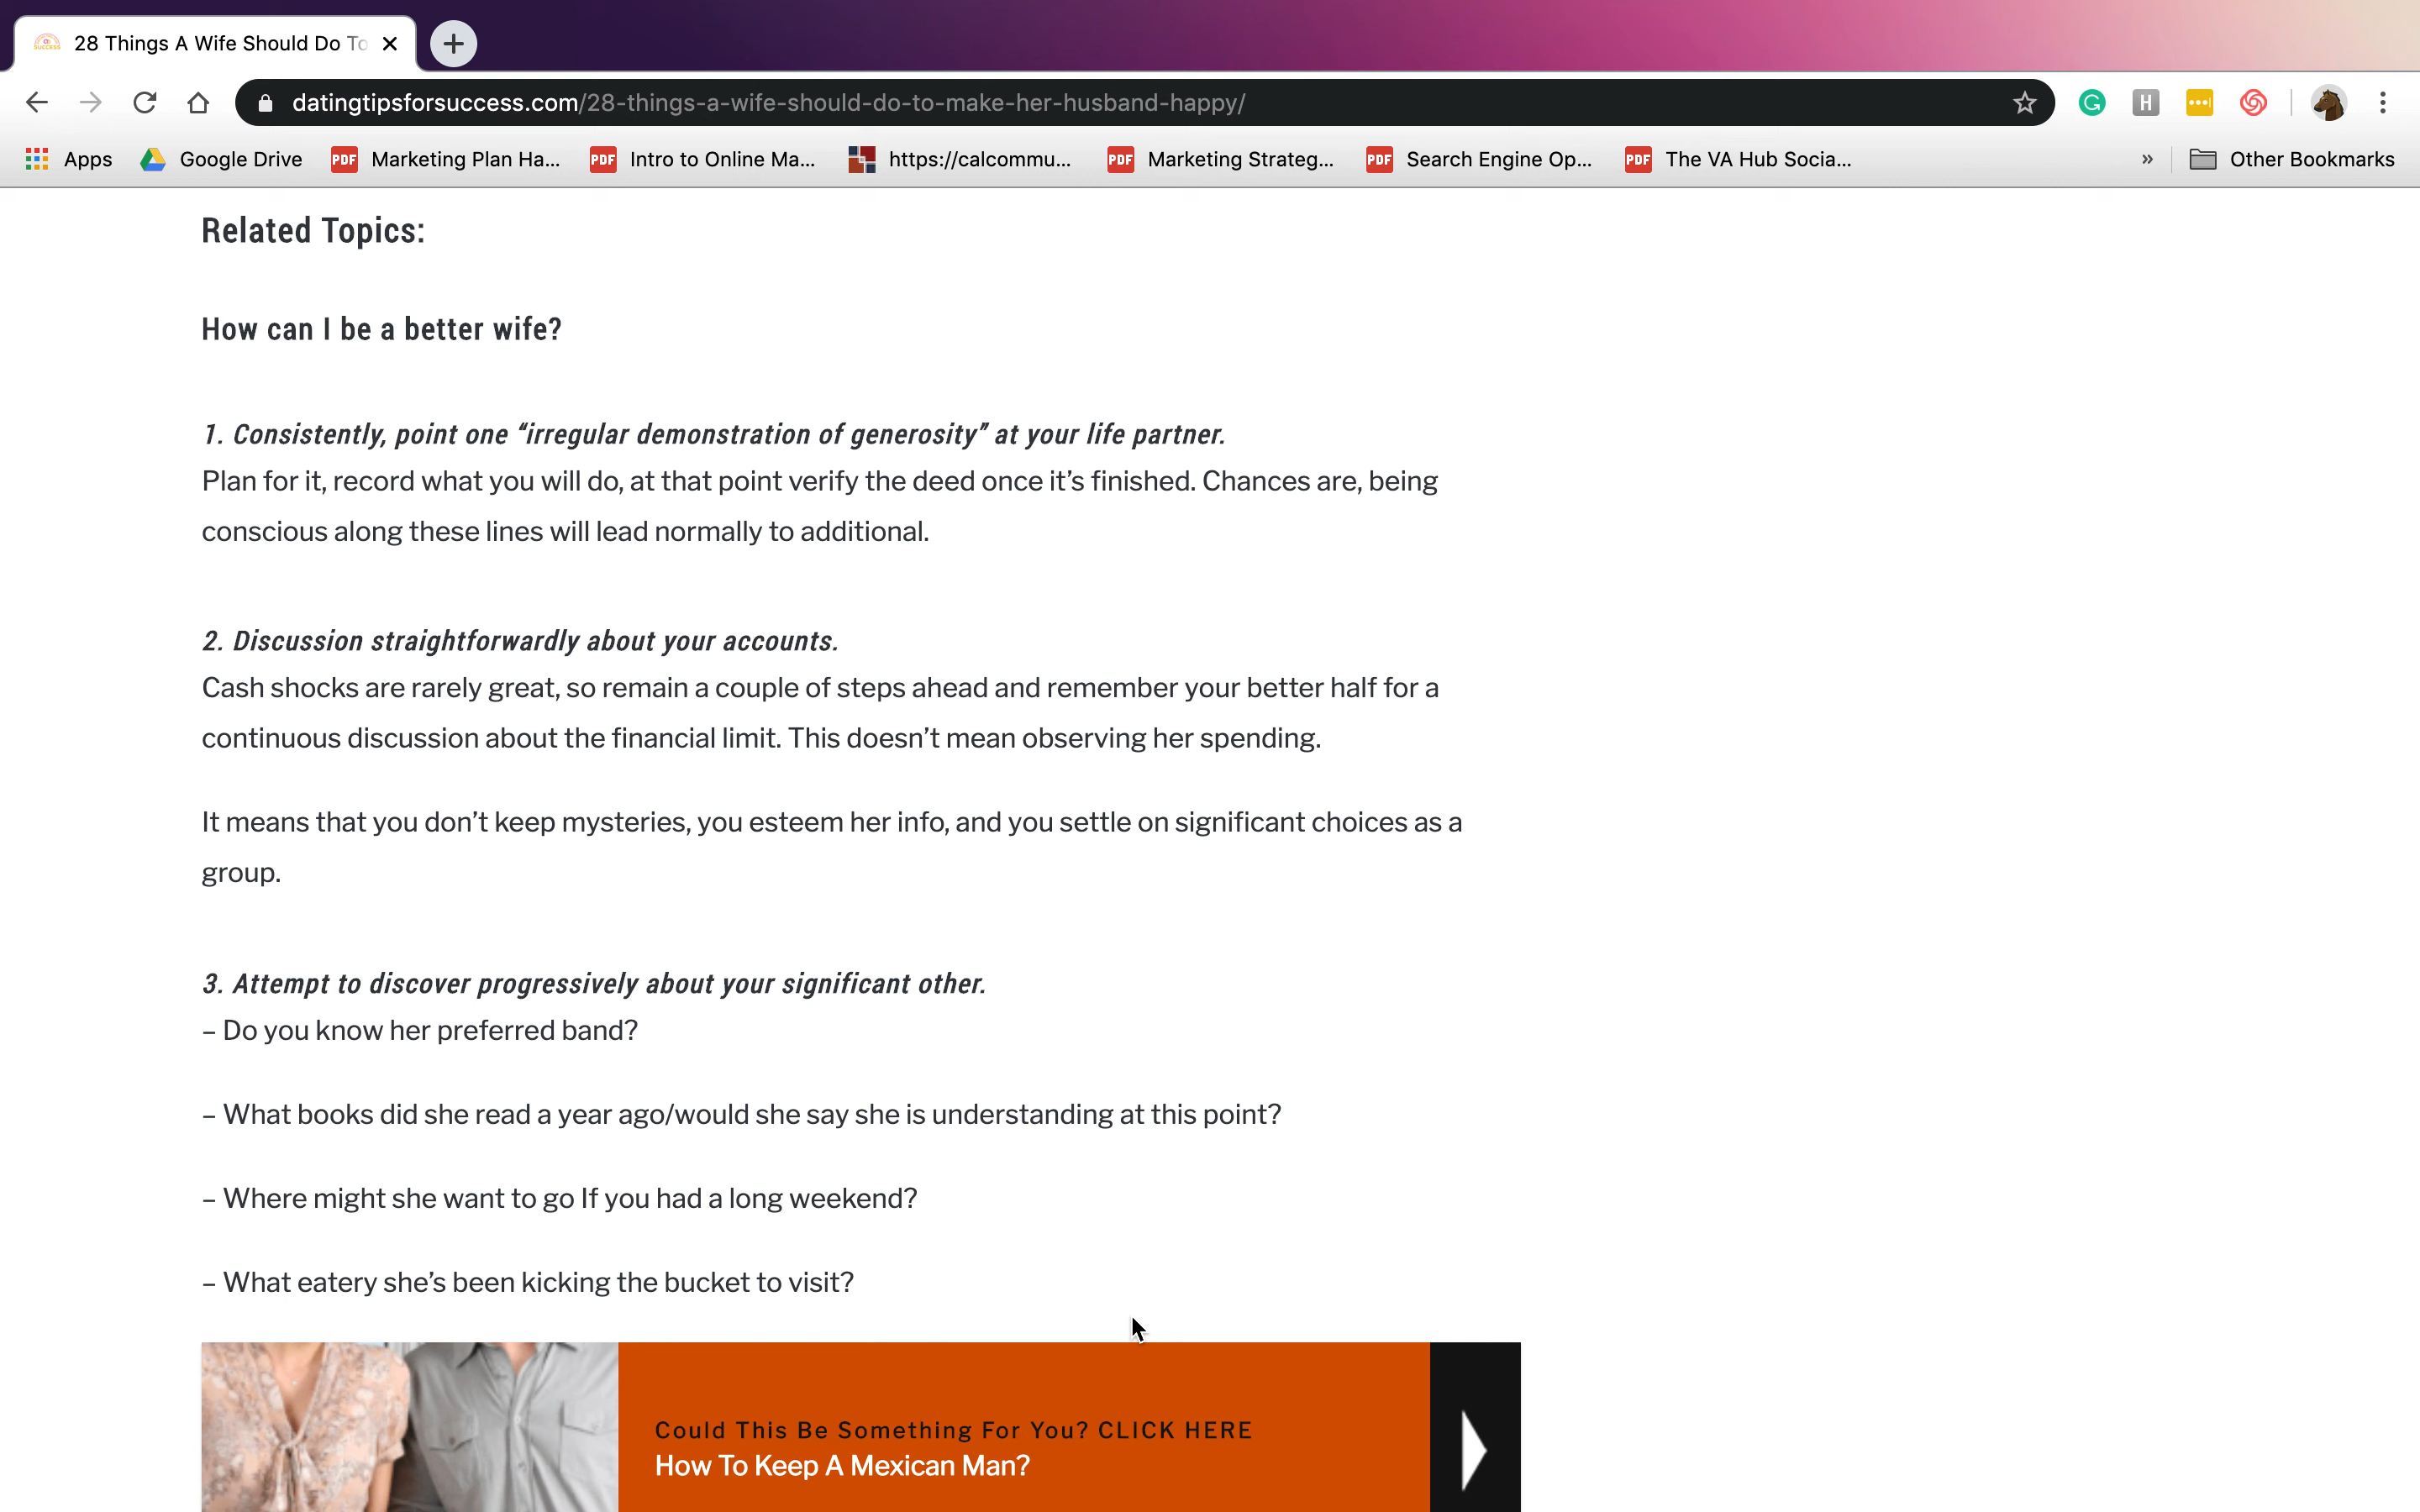 28 Things A Wife Should Do To
datingtipsforsuccess.com/28-things-a-wife-should-do-to-make-her-husband-happy/
Apps Google Drive PDF Marketing Plan Ha... PDF Intro to Online Ma... https://calcommu... PDF Marketing Strateg... PDF Search Engine Op... PDF The VA Hub Socia... » Other Bookmarks
Related Topics:
How can I be a better wife?
1. Consistently, point one “irregular demonstration of generosity” at your life partner.
Plan for it, record what you will do, at that point verify the deed once it’s finished. Chances are, being
conscious along these lines will lead normally to additional.
2. Discussion straightforwardly about your accounts.
Cash shocks are rarely great, so remain a couple of steps ahead and remember your better half for a
continuous discussion about the financial limit. This doesn’t mean observing her spending.
It means that you don’t keep mysteries, you esteem her info, and you settle on significant choices as a
group.
3. Attempt to discover progressively about your significant other.
– Do you know her preferred band?
– What books did she read a year ago/would she say she is understanding at this point?
– Where might she want to go If you had a long weekend?
– What eatery she’s been kicking the bucket to visit?
Could This Be Something For You? CLICK HERE
How To Keep A Mexican Man?